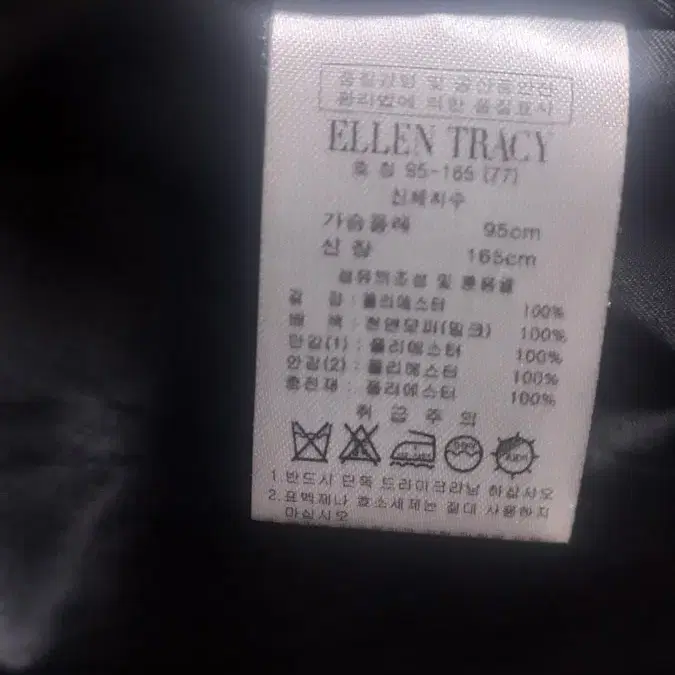 품질경영 및 공산품안전
관리법에 의한 품질표시
ELLEN TRACY
호 칭 95-165 (77)
신체치수
가슴둘레 95cm
신 장 165cm
섬유의조성 및 혼용율
겉 감 : 폴리에스터 100%
배 색 : 천연모피(밍크) 100%
안감(1) : 폴리에스터 100%
안감(2) : 폴리에스터 100%
충전재 : 폴리에스터 100%
취 급 주 의
1.반드시 단독 드라이크리닝 하십시오
2.표백제나 효소세제는 절대 사용하지
마십시오